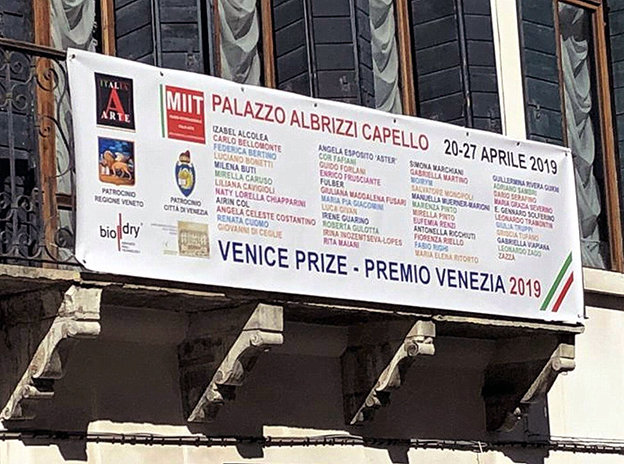 ITALIA
A
ARTE
MIIT
PALAZZO ALBRIZZI CAPELLO
20-27 APRILE 2019
PATROCINIO
REGIONE VENETO
PATROCINIO
CITTÀ DI VENEZIA
bio dry
IZABEL ALCOLEA
CARLO BELLOMONTE
FEDERICA BERTINO
LUCIANO BONETTI
MILENA BUTI
MIRELLA CARUSO
LILIANA CAVIGIOLI
NATY LORELLA CHIAPPARINI
AIRIN COL
ANGELA CELESTE COSTANTINO
RENATA CUOMO
GIOVANNI DI CEGLIE
ANGELA ESPOSITO 'ASTER'
COR FAFIANI
GUIDO FORLANI
ENRICO FRUSCIANTE
FULBER
GIULIANA MADDALENA FUSARI
MARIA PIA GIACOMINI
LUCA GIVAN
IRENE GUARINO
ROBERTA GULOTTA
IRINA INOZEMTSEVA-LOPES
RITA MAIANI
SIMONA MARCHIANI
GABRIELLA MARTINO
MOIRYM
SALVATORE MONOPOLI
MANUELLA MUERNER-MARIONI
MARENZA PINTO
MIRELLA PINTO
EUFEMIA RENZI
ANTONELLA RICCHIUTI
FIORENZA RIELLO
FABIO RIGHI
MARIA ELENA RITORTO
GUILLERMINA RIVERA GUIKIN
ADRIANO SAMBO
DARIO SERAFINO
MARIA GRAZIA SEVERINO
E. GENNARO SOLFERINO
LEONARDO TRAMONTIN
GIULIA TRUPPI
GABRIELLA VIAPIANA
LEONARDO ZAGO
ZAZZA
VENICE PRIZE - PREMIO VENEZIA 2019